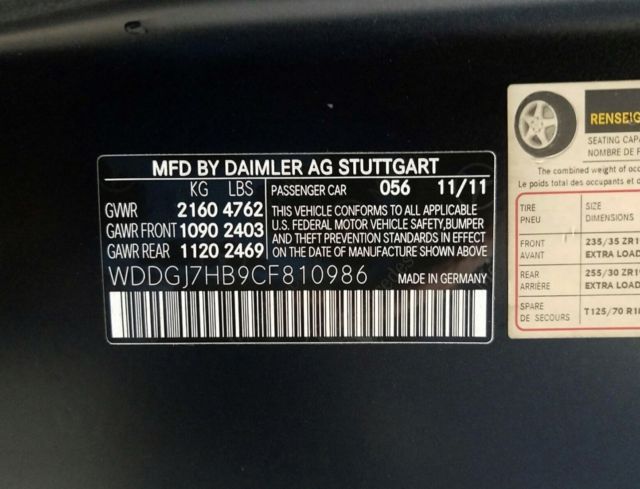 MFD BY DAIMLER AG STUTTGART
KG LBS PASSENGER CAR 056 11/11
GVWR 2160 4762
GAWR FRONT 1090 2403
GAWR REAR 1120 2469
THIS VEHICLE CONFORMS TO ALL APPLICABLE
U.S. FEDERAL MOTOR VEHICLE SAFETY,BUMPER
AND THEFT PREVENTION STANDARDS IN EFFECT
ON THE DATE OF MANUFACTURE SHOWN ABOVE
WDDGJ7HB9CF810986 MADE IN GERMANY
RENSEIG
SEATING CAPA
NOMBRE DE P
The combined weight of occ
Le poids total des occupants et d
TIRE SIZE
PNEU DIMENSIONS
FRONT 235/35 ZR1
AVANT EXTRA LOAD
REAR 255/30 ZR1
ARRIÈRE EXTRA LOAD
SPARE T125/70 R18
DE SECOURS